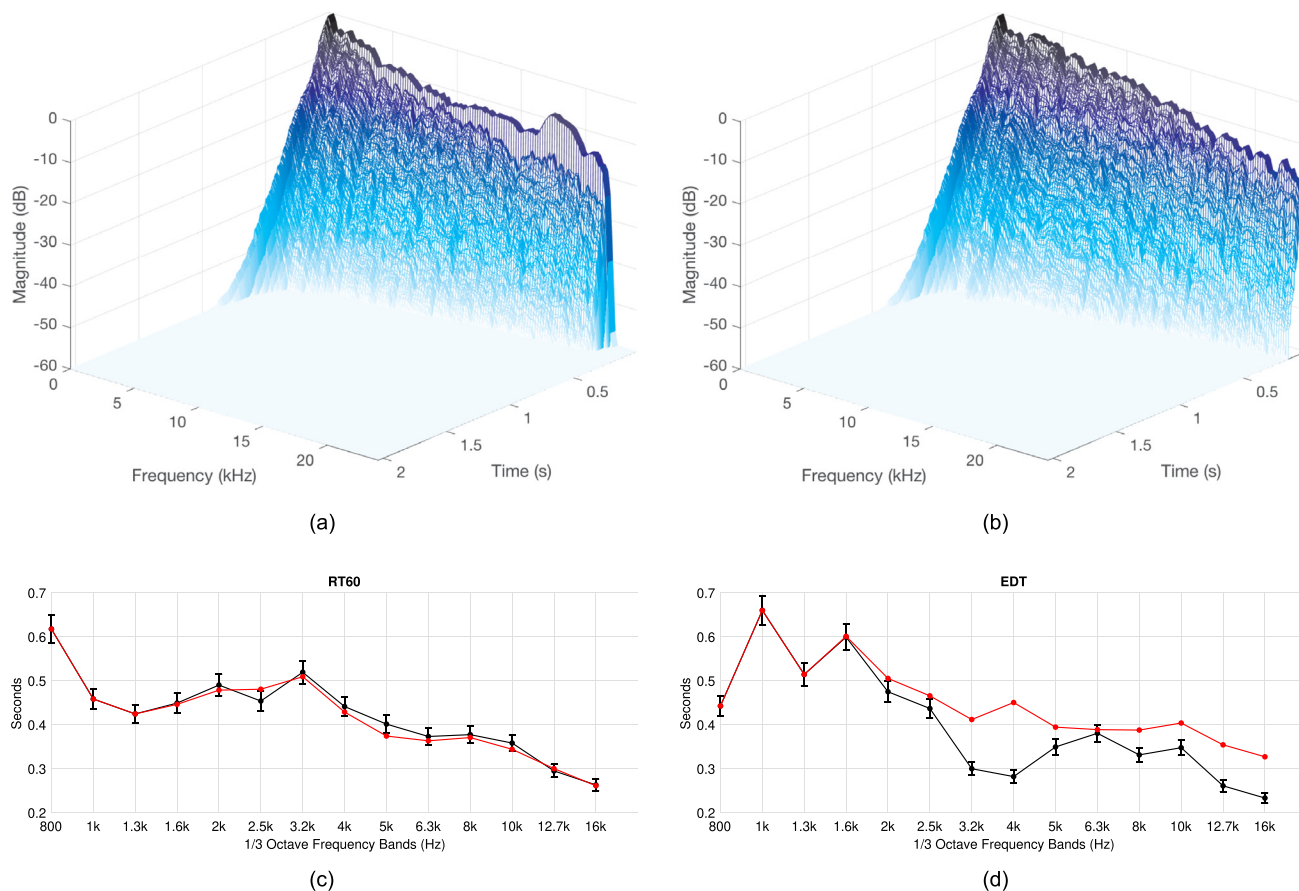 0
-10
-20
-30
-40
-50
-60
Magnitude (dB)
0
5
10
15
20
Frequency (kHz)
0.5
1
1.5
2
Time (s)
(a)
0
-10
-20
-30
-40
-50
-60
Magnitude (dB)
0
5
10
15
20
Frequency (kHz)
0.5
1
1.5
2
Time (s)
(b)
RT60
0.7
0.6
0.5
0.4
0.3
0.2
Seconds
800 1k 1.3k 1.6k 2k 2.5k 3.2k 4k 5k 6.3k 8k 10k 12.7k 16k
1/3 Octave Frequency Bands (Hz)
(c)
EDT
0.7
0.6
0.5
0.4
0.3
0.2
Seconds
800 1k 1.3k 1.6k 2k 2.5k 3.2k 4k 5k 6.3k 8k 10k 12.7k 16k
1/3 Octave Frequency Bands (Hz)
(d)